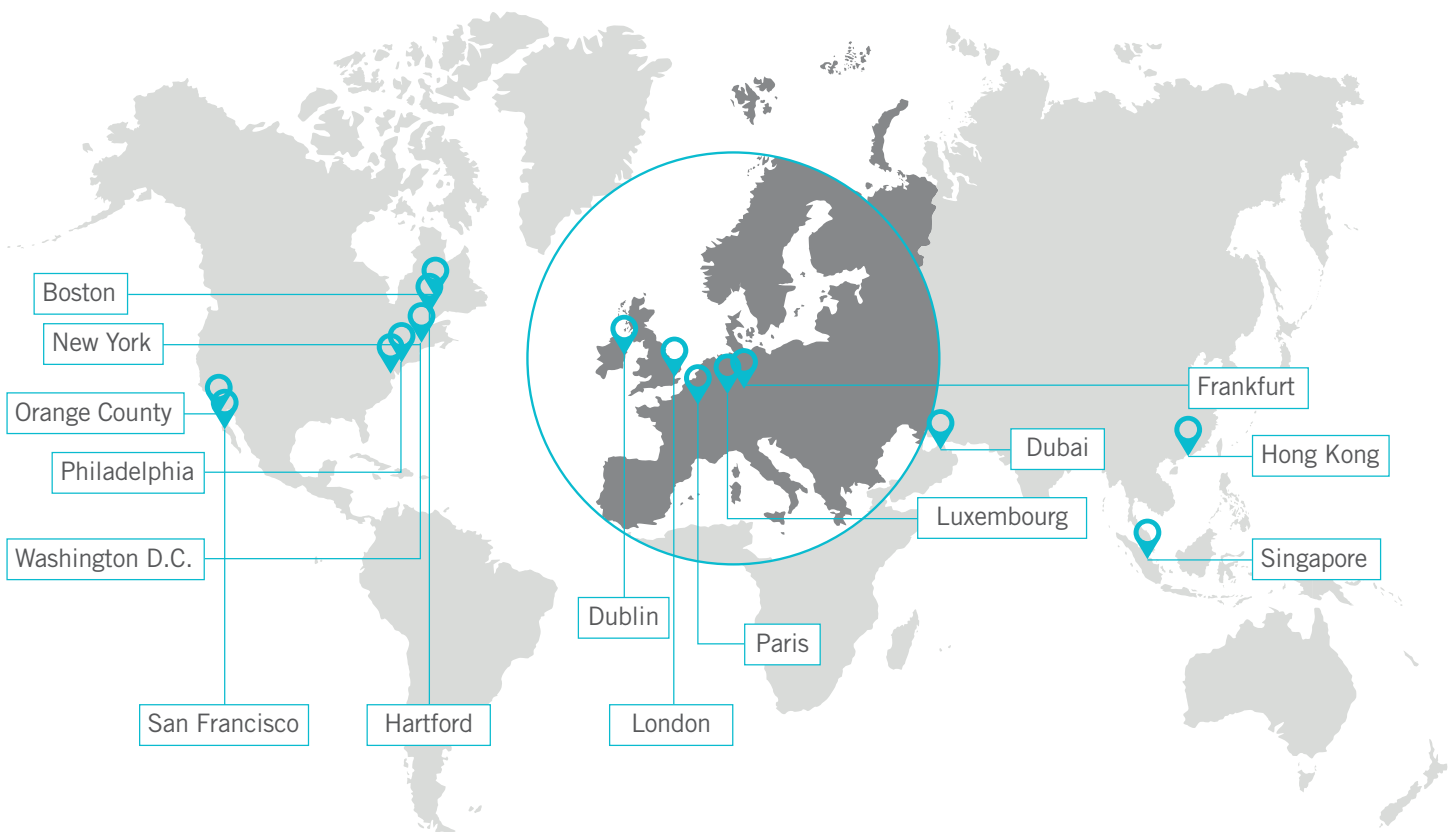 Boston
New York
Orange County
Philadelphia
Washington D.C.
San Francisco
Hartford
Dublin
London
Paris
Luxembourg
Frankfurt
Dubai
Hong Kong
Singapore